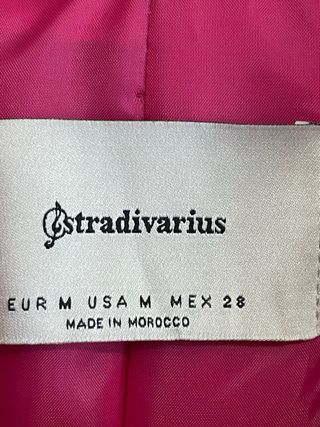 stradivarius
EUR M USA M MEX 28
MADE IN MOROCCO